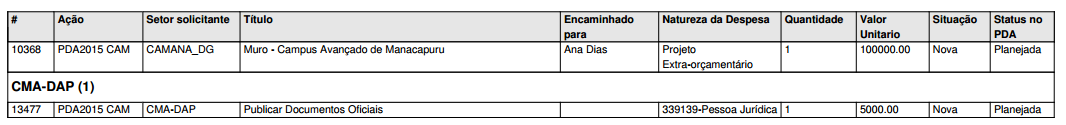 # Ação Setor solicitante Título Encaminhado para Natureza da Despesa Quantidade Valor Unitario Situação Status no PDA
10368 PDA2015 CAM CAMANA_DG Muro - Campus Avançado de Manacapuru Ana Dias Projeto Extra-orçamentário 1 100000.00 Nova Planejada
CMA-DAP (1)
13477 PDA2015 CAM CMA-DAP Publicar Documentos Oficiais 339139-Pessoa Jurídica 1 5000.00 Nova Planejada